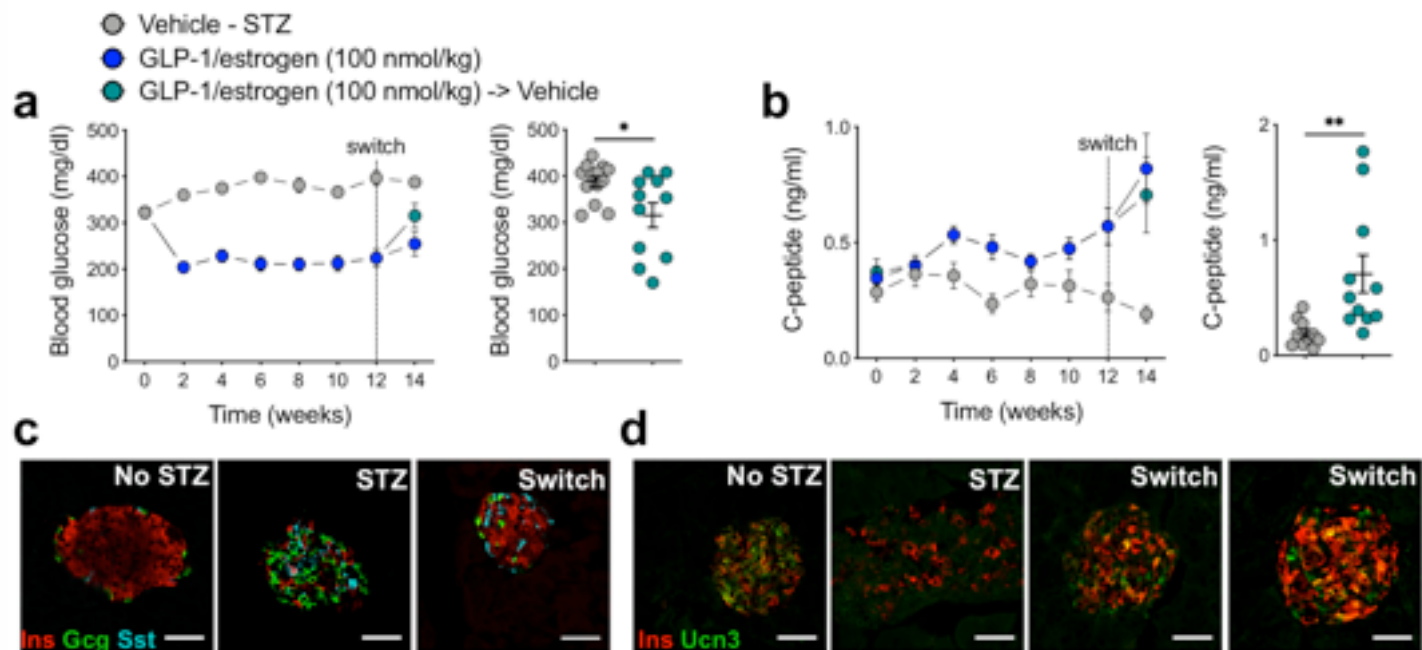 Vehicle - STZ
GLP-1/estrogen (100 nmol/kg)
GLP-1/estrogen (100 nmol/kg) -> Vehicle
a
Blood glucose (mg/dl)
500
400
300
200
100
0
switch
0 2 4 6 8 10 12 14
Time (weeks)
Blood glucose (mg/dl)
500
400
300
200
100
0
*
b
C-peptide (ng/ml)
1.0
0.5
0.0
switch
0 2 4 6 8 10 12 14
Time (weeks)
C-peptide (ng/ml)
2
1
0
**
c
No STZ
Ins Gcg Sst
STZ
Switch
d
No STZ
Ins Ucn3
STZ
Switch
Switch